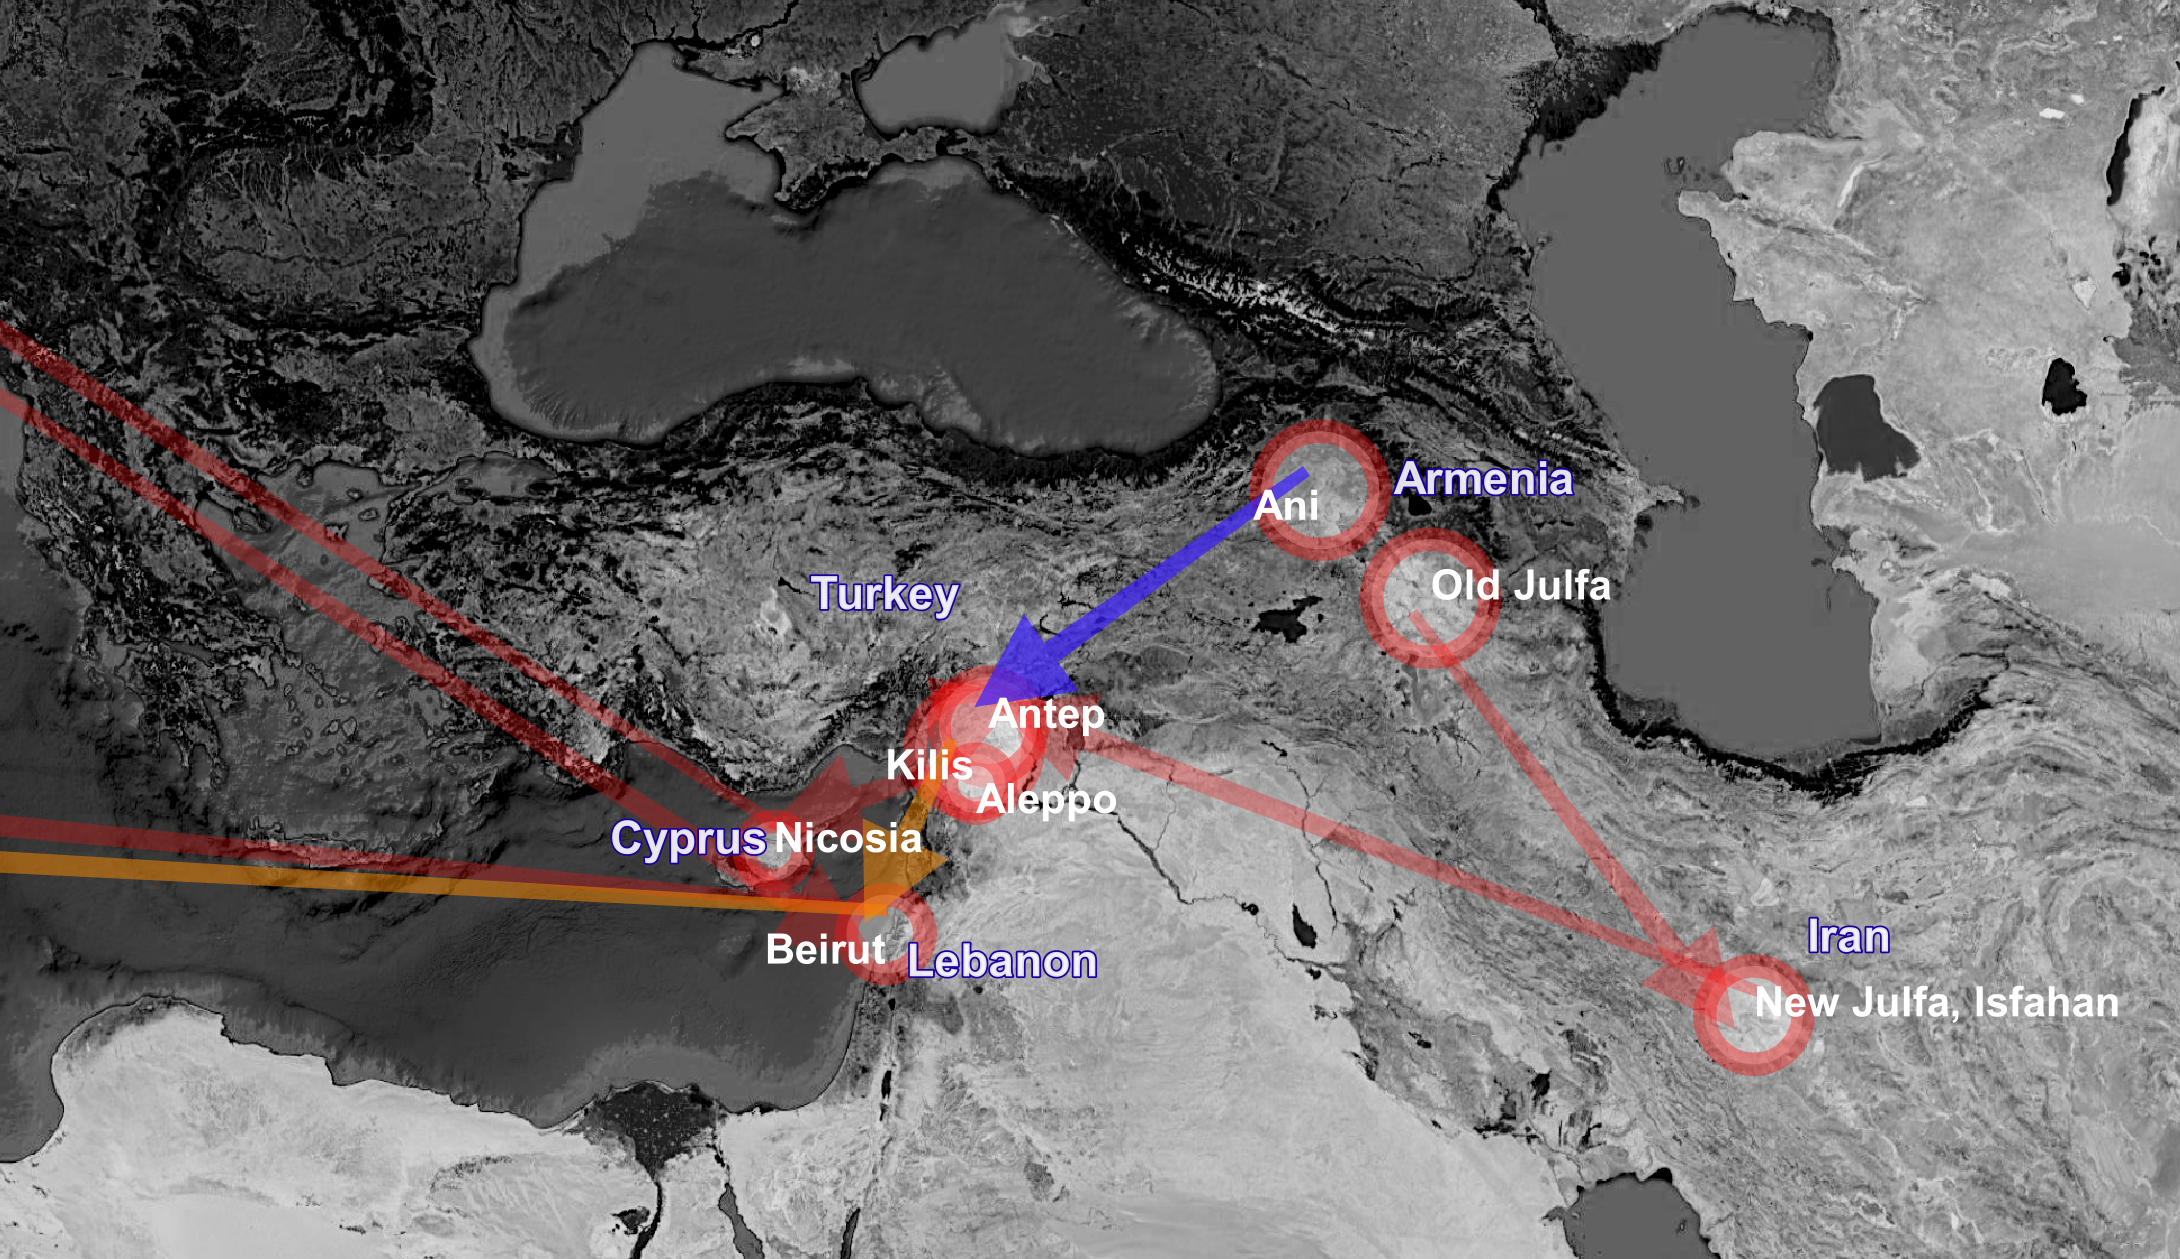 Armenia
Ani
Old Julfa
Turkey
Antep
Kilis
Aleppo
Cyprus
Nicosia
Beirut
Lebanon
Iran
New Julfa, Isfahan